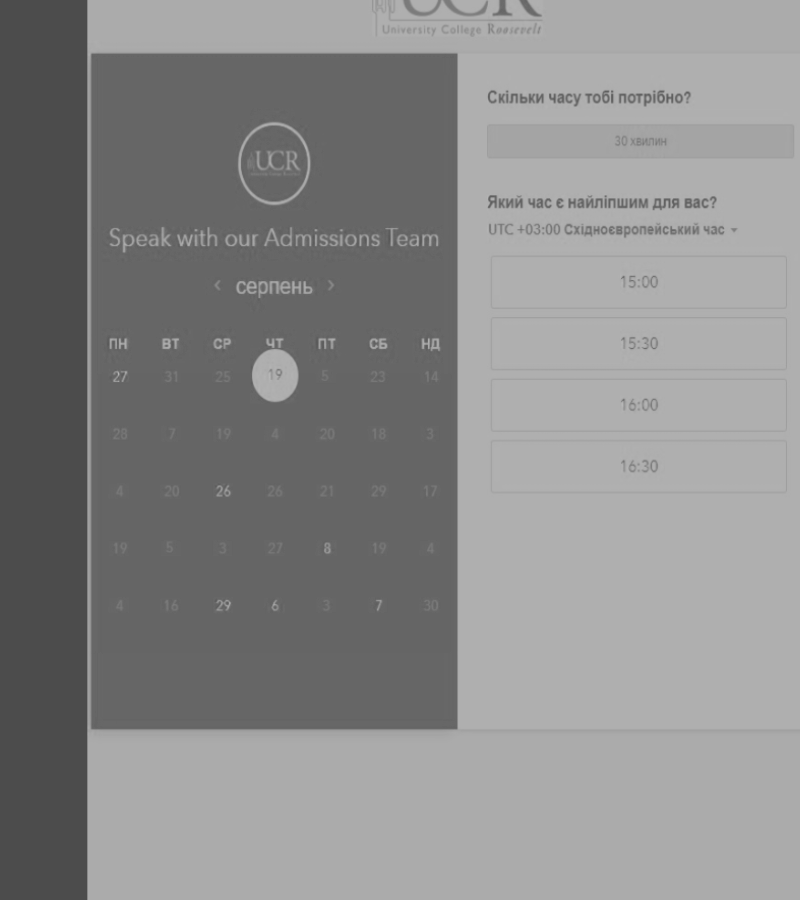 UCR
University College Roosevelt
UCR
Speak with our Admissions Team
‹ серпень ›
ПН ВТ СР ЧТ ПТ СБ НД
27 31 25 19 5 23 14
28 7 19 4 20 18 3
4 20 26 26 21 29 17
19 5 3 27 8 19 4
4 16 29 6 3 7 30
Скільки часу тобі потрібно?
30 хвилин
Який час є найліпшим для вас?
UTC +03:00 Східноєвропейський час
15:00
15:30
16:00
16:30